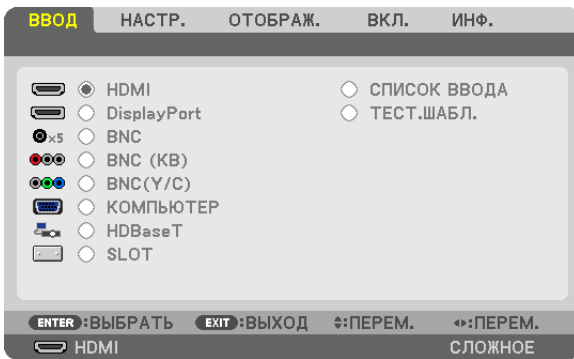 ВВОД НАСТР. ОТОБРАЖ. ВКЛ. ИНФ.
HDMI
DisplayPort
×5 BNC
BNC (КВ)
BNC(Y/C)
КОМПЬЮТЕР
HDBaseT
SLOT
СПИСОК ВВОДА
ТЕСТ.ШАБЛ.
ENTER :ВЫБРАТЬ EXIT :ВЫХОД :ПЕРЕМ. :ПЕРЕМ.
HDMI СЛОЖНОЕ